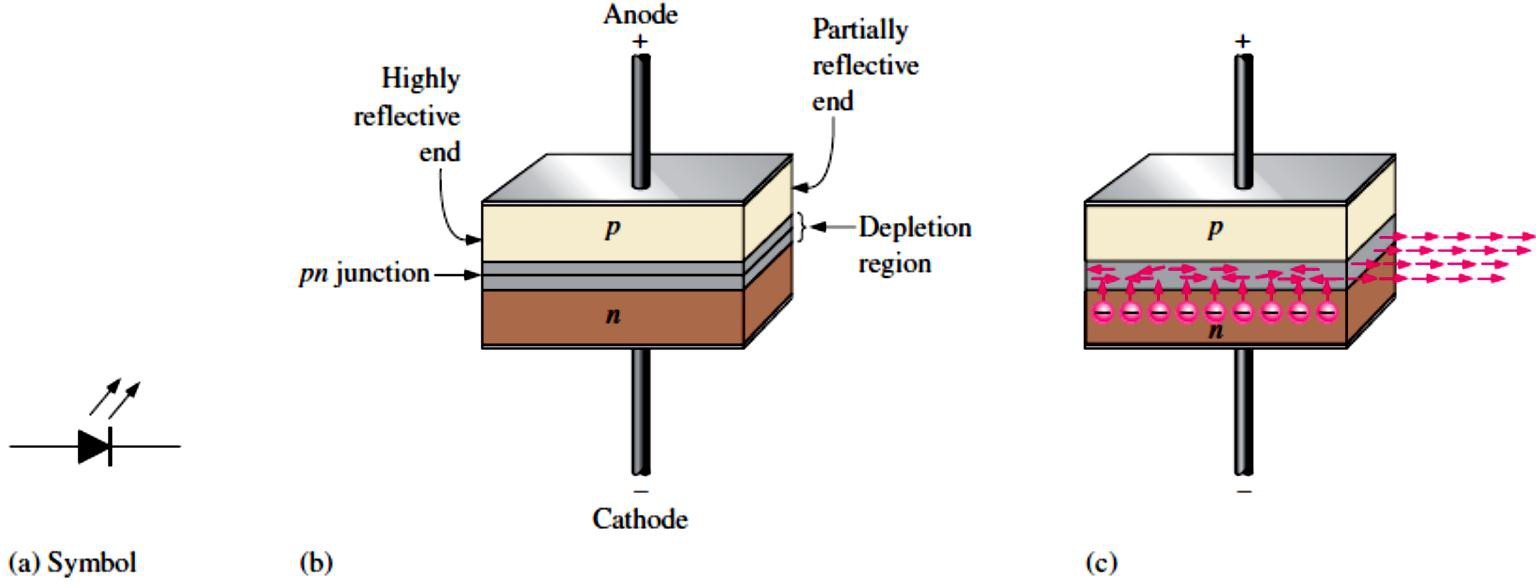 Anode
+
Partially
reflective
end
Highly
reflective
end
p
Depletion
region
pn junction
n
−
Cathode
+
p
n
−
(a) Symbol
(b)
(c)